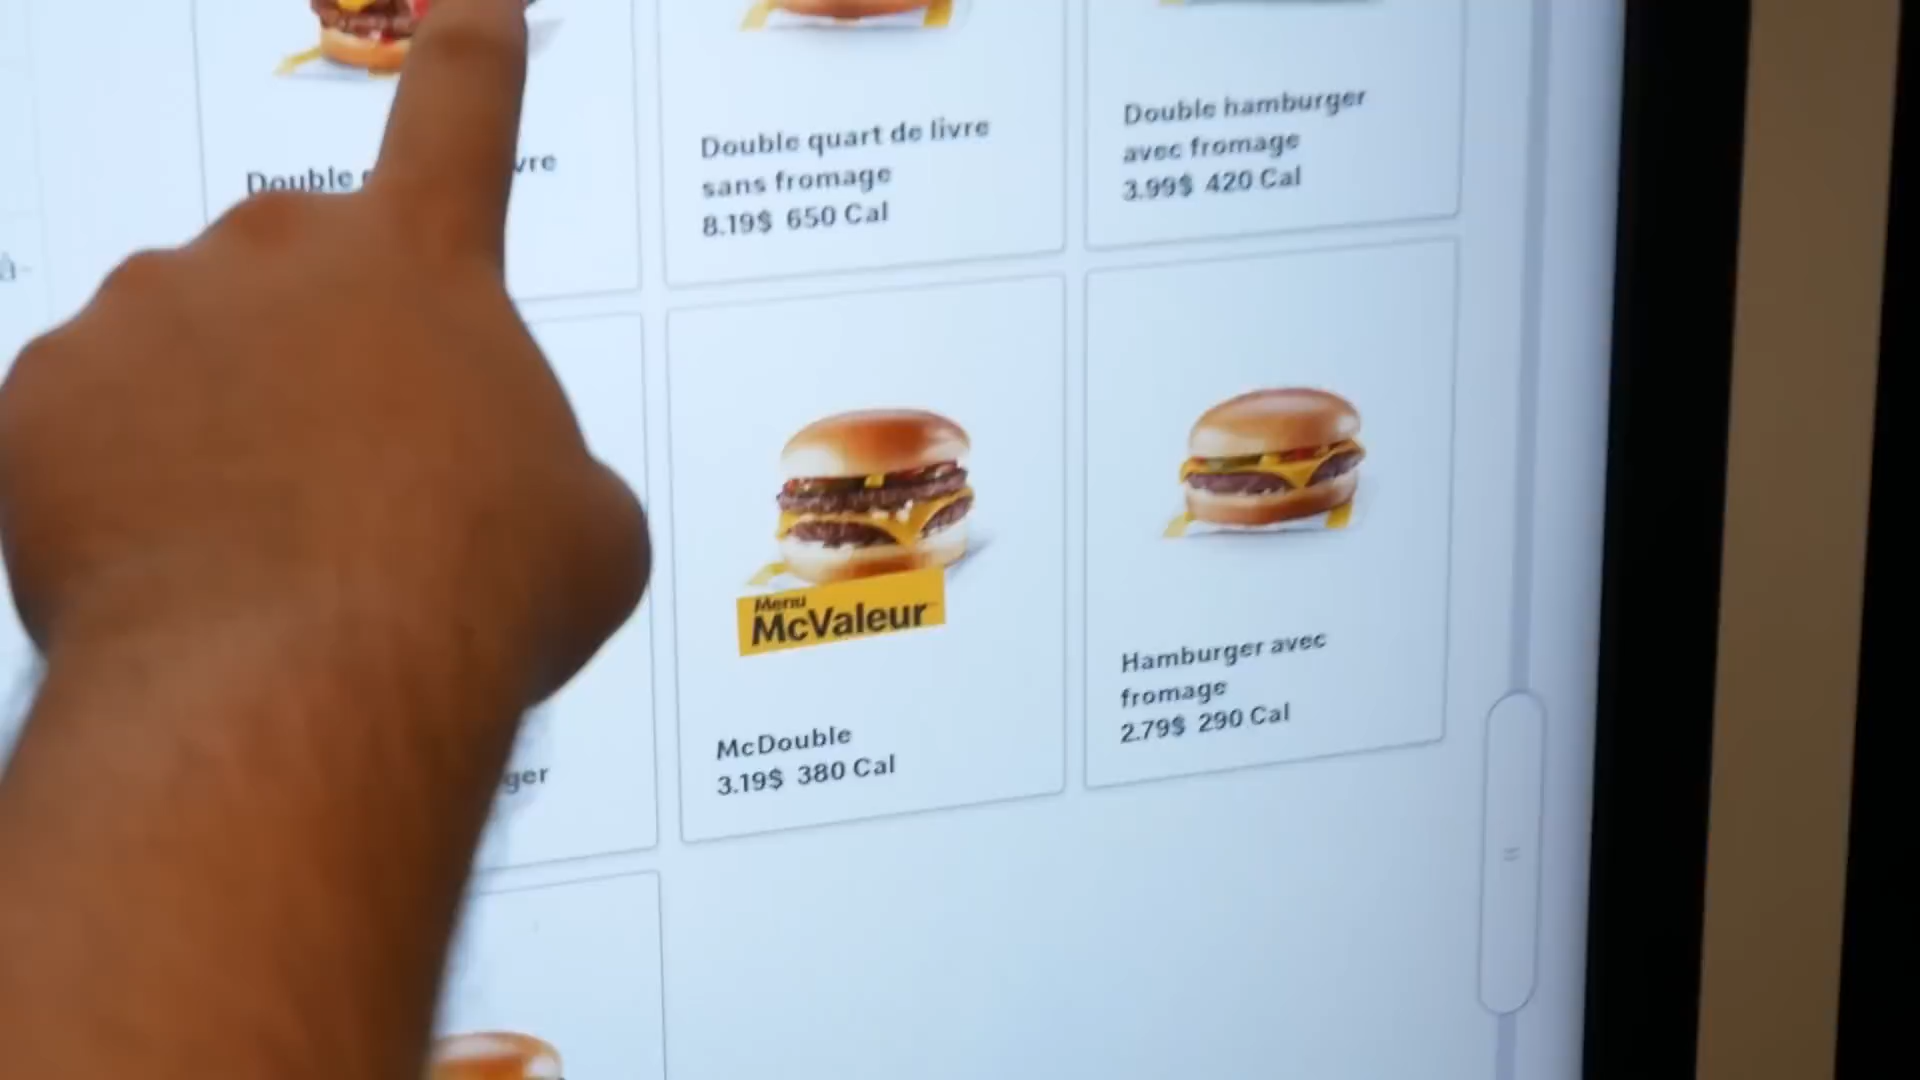 Double
vre
Double quart de livre
sans fromage
8.19$ 650 Cal
Double hamburger
avec fromage
3.99$ 420 Cal
à-
Menu
McValeur
McDouble
3.19$ 380 Cal
Hamburger avec
fromage
2.79$ 290 Cal
ger